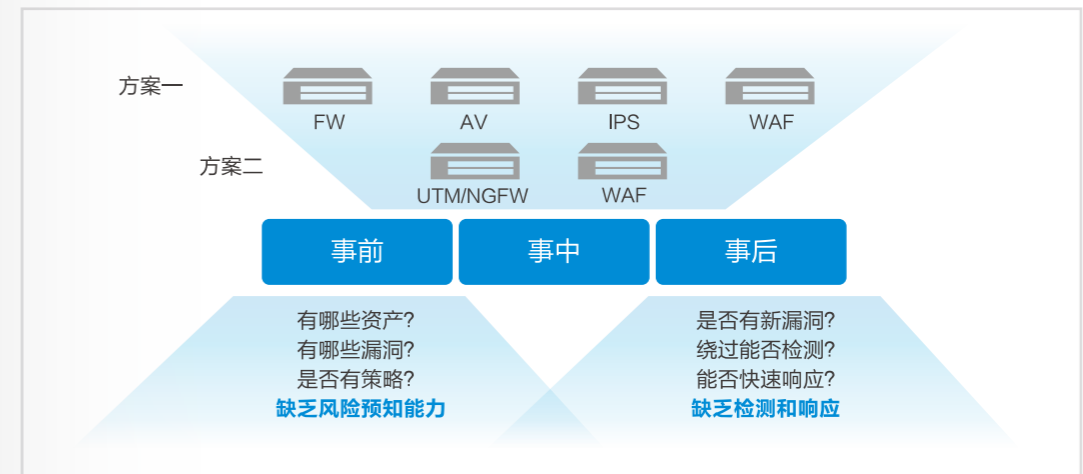 方案一
FW AV IPS WAF
方案二
UTM/NGFW WAF
事前 事中 事后
有哪些资产?
有哪些漏洞?
是否有策略?
缺乏风险预知能力
是否有新漏洞?
绕过能否检测?
能否快速响应?
缺乏检测和响应